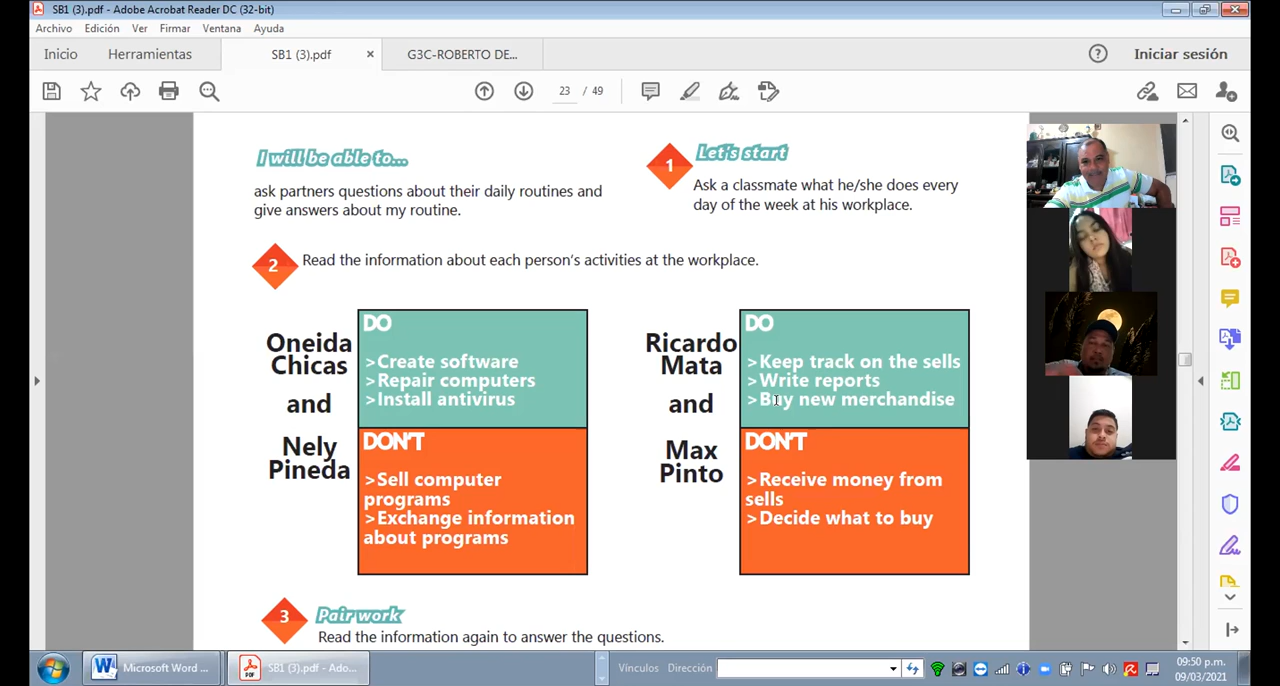 SB1 (3).pdf - Adobe Acrobat Reader DC (32-bit)
Archivo Edición Ver Firmar Ventana Ayuda
Inicio Herramientas SB1 (3).pdf × G3C-ROBERTO DE... Iniciar sesión
23 / 49
I will be able to...
ask partners questions about their daily routines and
give answers about my routine.
1 Let's start
Ask a classmate what he/she does every
day of the week at his workplace.
2 Read the information about each person's activities at the workplace.
Oneida
Chicas
and
Nely
Pineda
DO
>Create software
>Repair computers
>Install antivirus
DON'T
>Sell computer
programs
>Exchange information
about programs
Ricardo
Mata
and
Max
Pinto
DO
>Keep track on the sells
>Write reports
>Buy new merchandise
DON'T
>Receive money from
sells
>Decide what to buy
3 Pair work
Read the information again to answer the questions.
Microsoft Word ... SB1 (3).pdf - Ado... Vínculos Dirección 09:50 p.m.
09/03/2021